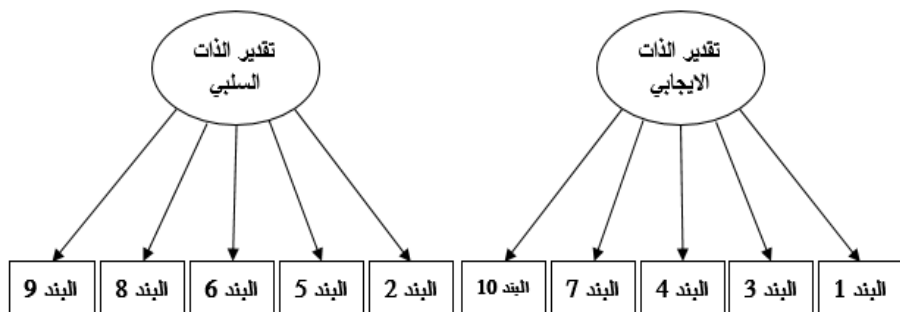 تقدير الذات
الايجابي
تقدير الذات
السلبي
البند 1
البند 3
البند 4
البند 7
البند 10
البند 2
البند 5
البند 6
البند 8
البند 9